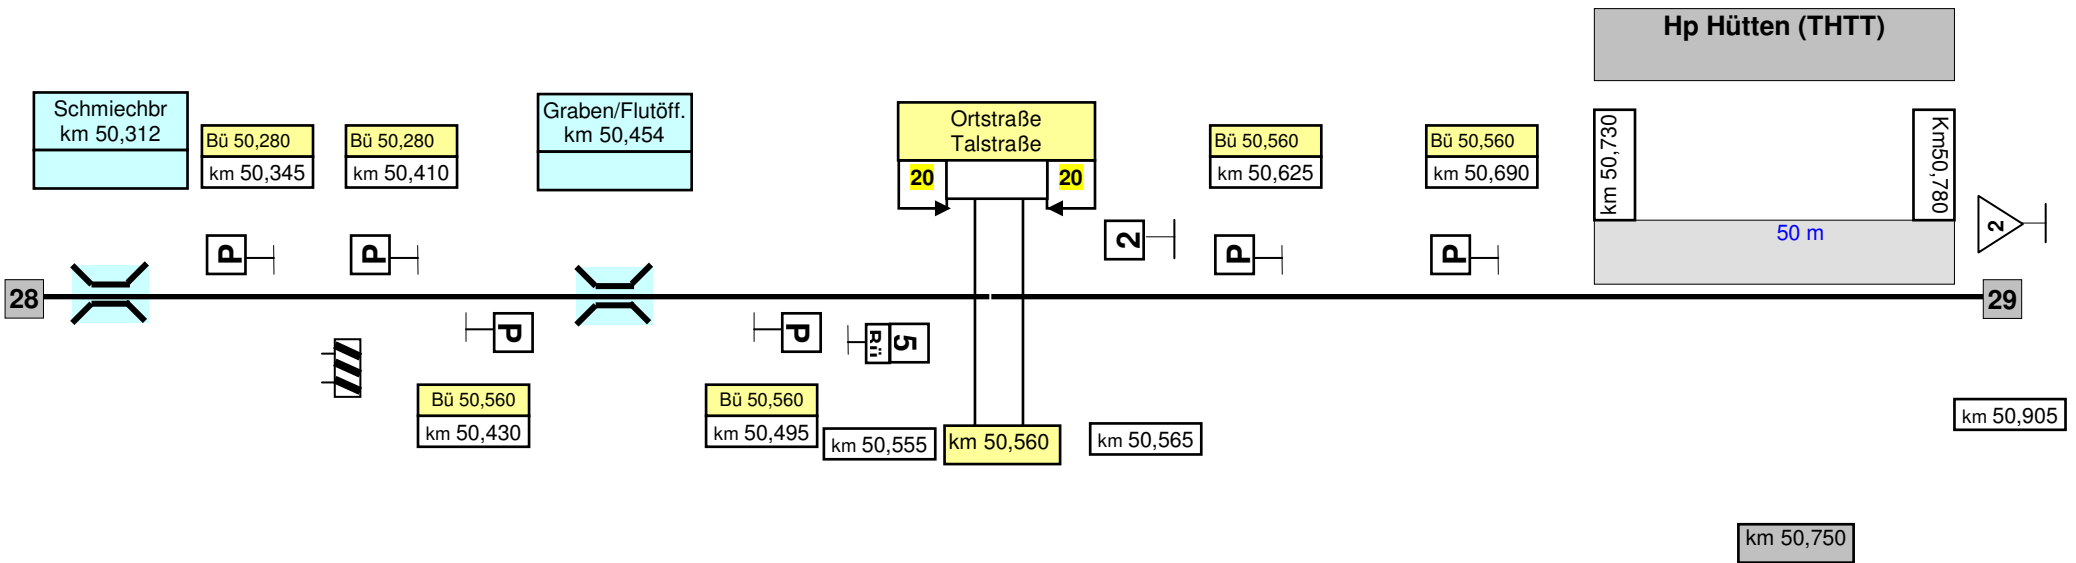 Hp Hütten (THTT)
Schmiechbr
km 50,312
Bü 50,280
km 50,345
Bü 50,280
km 50,410
Graben/Flutöff.
km 50,454
Ortstraße
Talstraße
20
20
Bü 50,560
km 50,625
Bü 50,560
km 50,690
km 50,730
Km50,780
50 m
P
P
2
P
P
2
28
29
P
P
Rü
5
Bü 50,560
km 50,430
Bü 50,560
km 50,495
km 50,555
km 50,560
km 50,565
km 50,905
km 50,750